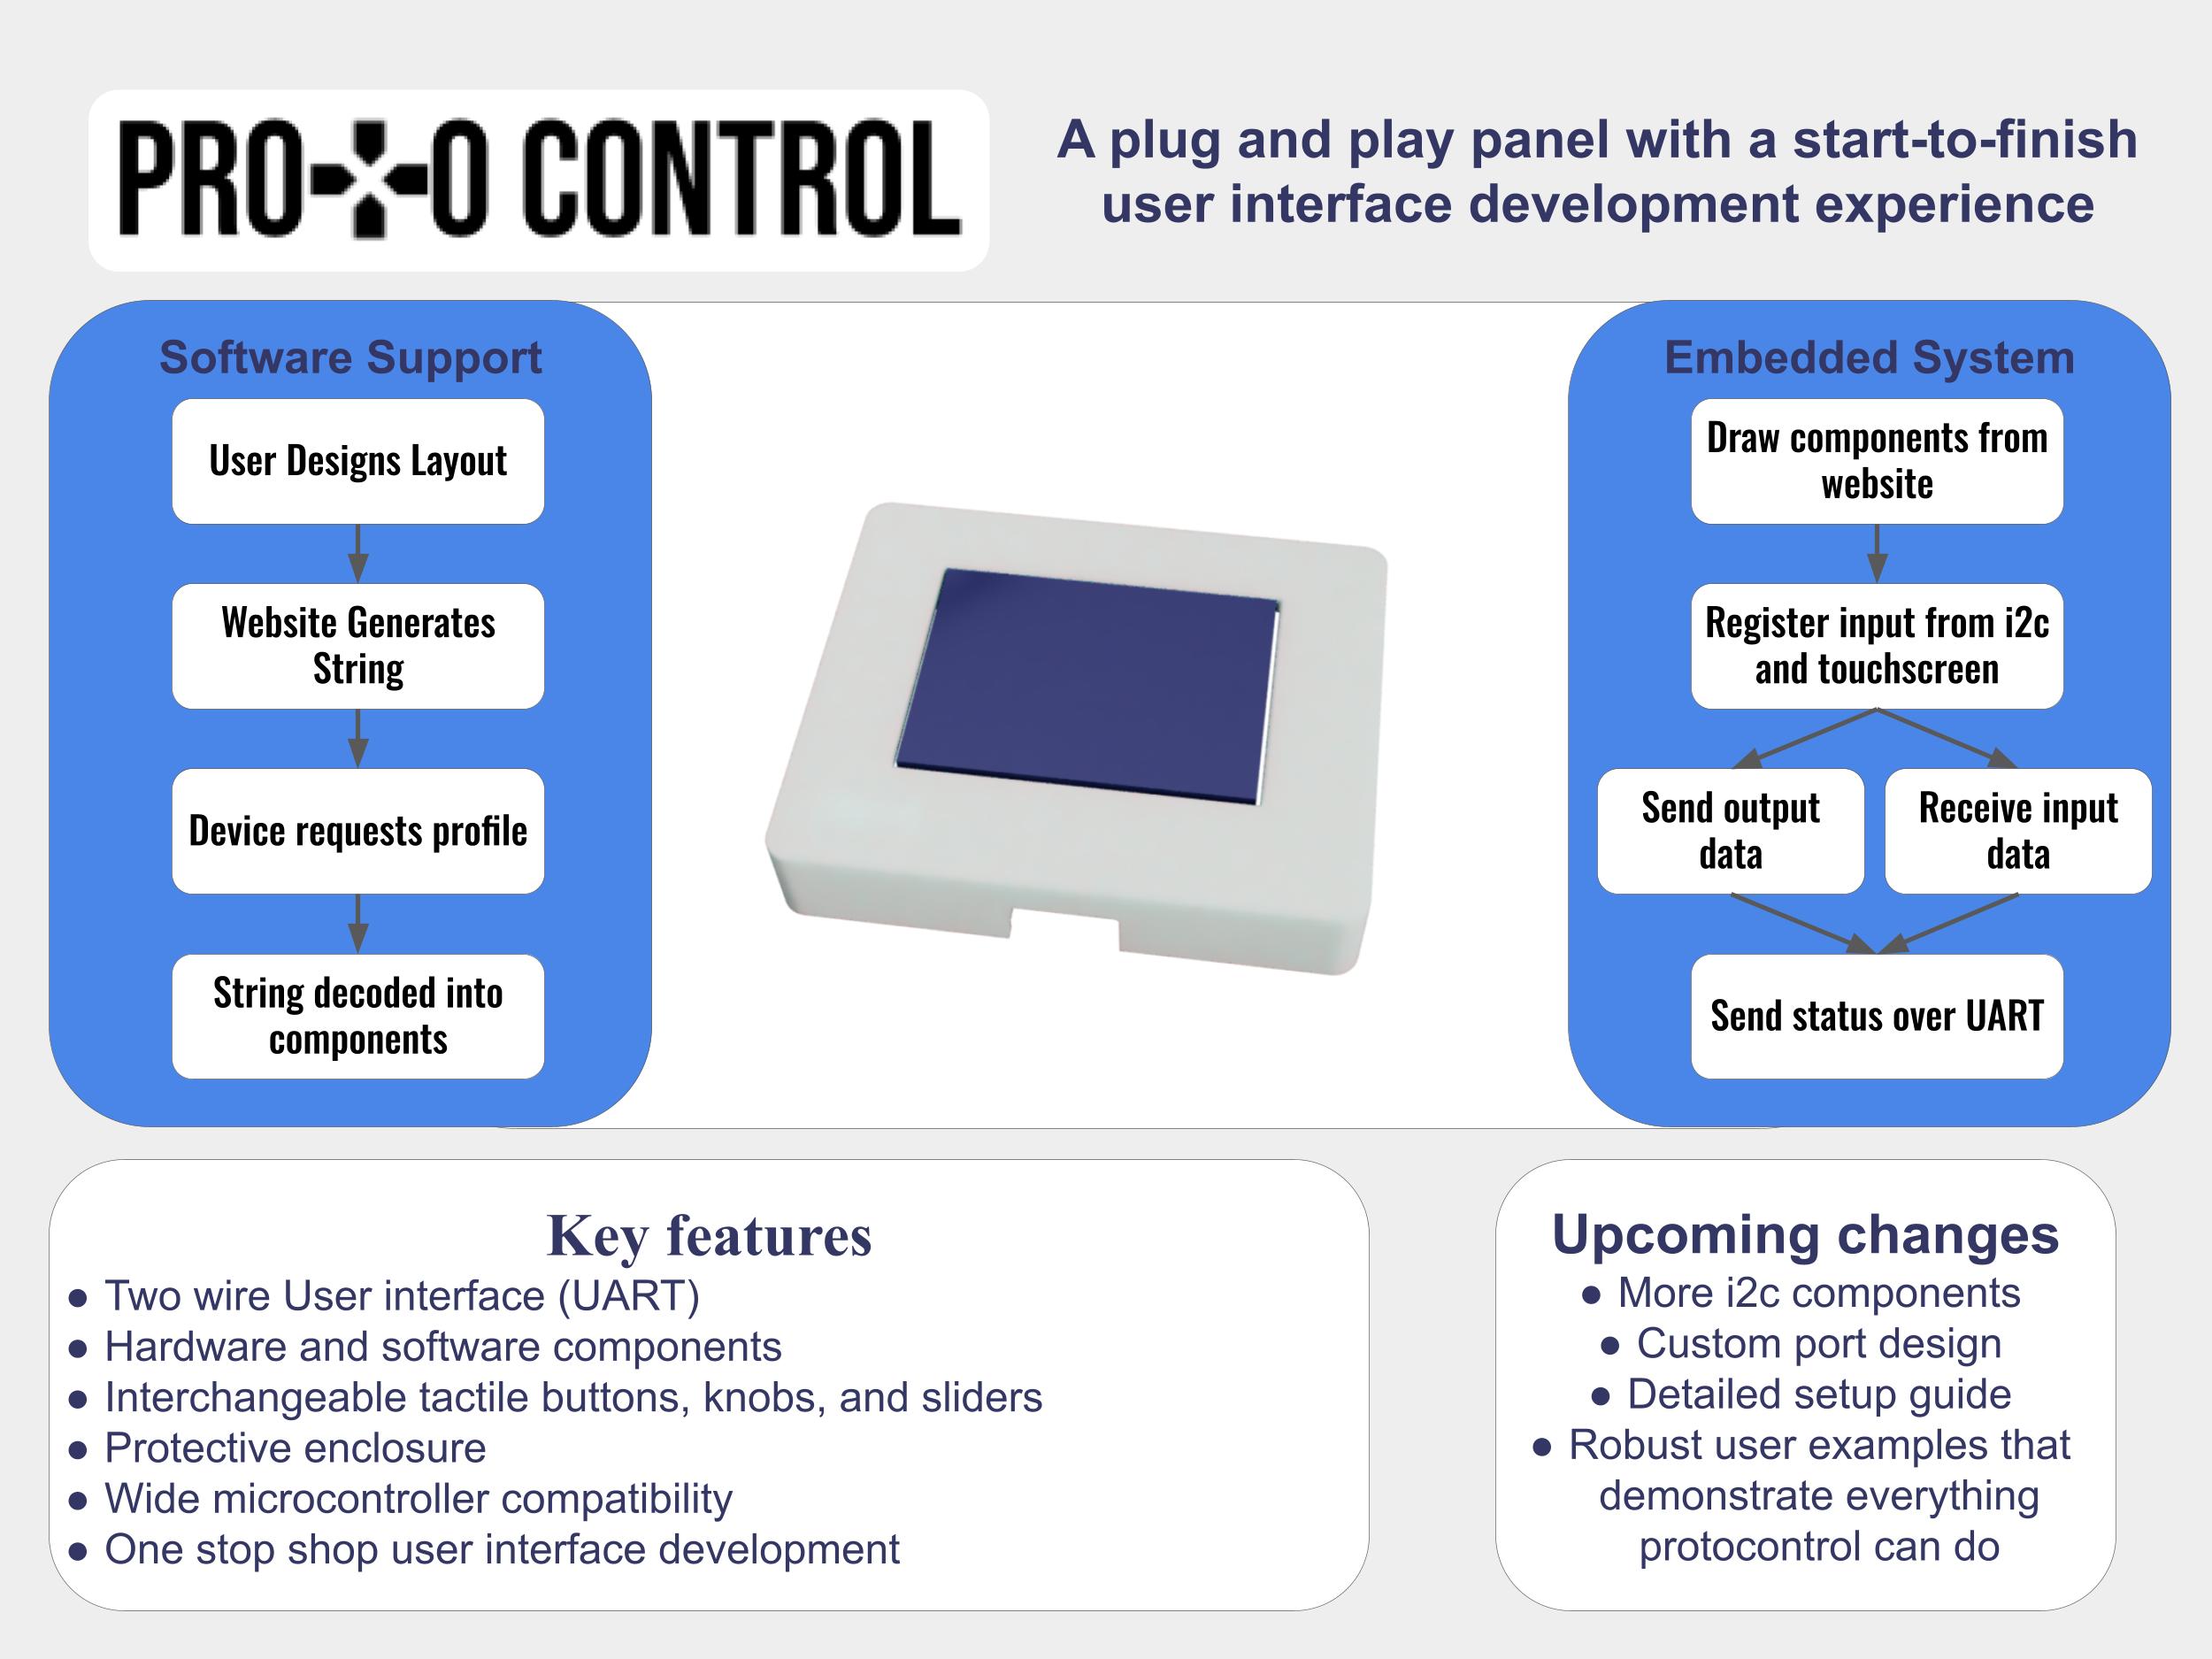 PROTO CONTROL
A plug and play panel with a start-to-finish
user interface development experience
Software Support
User Designs Layout
Website Generates
String
Device requests profile
String decoded into
components
Embedded System
Draw components from
website
Register input from i2c
and touchscreen
Send output
data
Receive input
data
Send status over UART
Key features
● Two wire User interface (UART)
● Hardware and software components
● Interchangeable tactile buttons, knobs, and sliders
● Protective enclosure
● Wide microcontroller compatibility
● One stop shop user interface development
Upcoming changes
● More i2c components
● Custom port design
● Detailed setup guide
● Robust user examples that
demonstrate everything
protocontrol can do